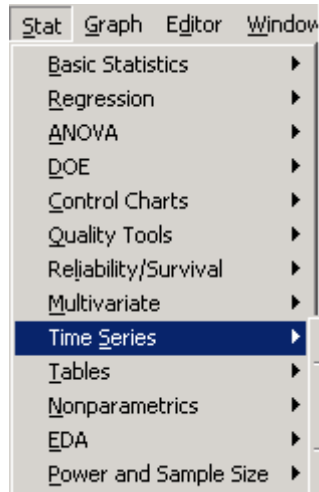 Stat Graph Editor Window
Basic Statistics
Regression
ANOVA
DOE
Control Charts
Quality Tools
Reliability/Survival
Multivariate
Time Series
Tables
Nonparametrics
EDA
Power and Sample Size